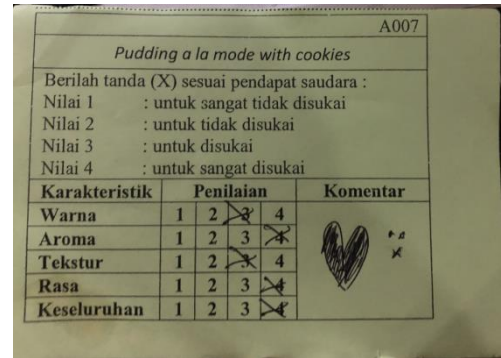 A007
Pudding a la mode with cookies
Berilah tanda (X) sesuai pendapat saudara :
Nilai 1 : untuk sangat tidak disukai
Nilai 2 : untuk tidak disukai
Nilai 3 : untuk disukai
Nilai 4 : untuk sangat disukai
Karakteristik Penilaian Komentar
Warna 1 2 3 4
Aroma 1 2 3 4
Tekstur 1 2 3 4
Rasa 1 2 3 4
Keseluruhan 1 2 3 4